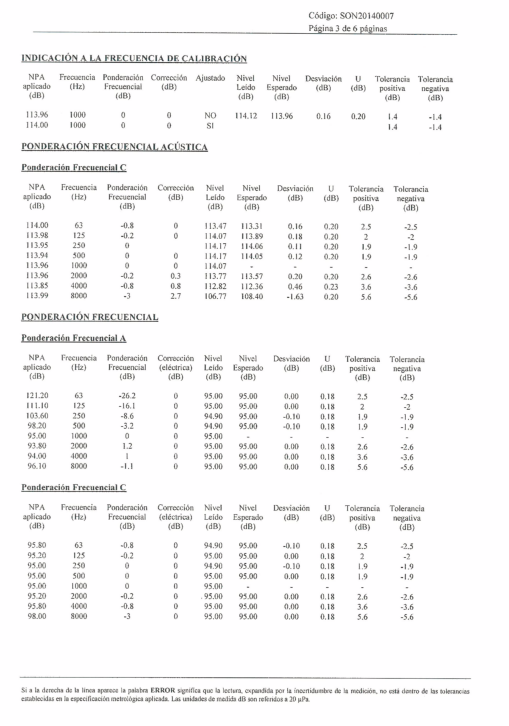 Código: SON20140007
Página 3 de 6 páginas
INDICACIÓN A LA FRECUENCIA DE CALIBRACIÓN
NPA aplicado (dB) Frecuencia (Hz) Ponderación Frecuencial (dB) Corrección (dB) Ajustado Nivel Leído (dB) Nivel Esperado (dB) Desviación (dB) U (dB) Tolerancia positiva (dB) Tolerancia negativa (dB)
113.96 1000 0 0 NO 114.12 113.96 0.16 0.20 1.4 -1.4
114.00 1000 0 0 SI 1.4 -1.4
PONDERACIÓN FRECUENCIAL ACÚSTICA
Ponderación Frecuencial C
NPA aplicado (dB) Frecuencia (Hz) Ponderación Frecuencial (dB) Corrección (dB) Nivel Leído (dB) Nivel Esperado (dB) Desviación (dB) U (dB) Tolerancia positiva (dB) Tolerancia negativa (dB)
114.00 63 -0.8 0 113.47 113.31 0.16 0.20 2.5 -2.5
113.98 125 -0.2 0 114.07 113.89 0.18 0.20 2 -2
113.95 250 0 114.17 114.06 0.11 0.20 1.9 -1.9
113.94 500 0 0 114.17 114.05 0.12 0.20 1.9 -1.9
113.96 1000 0 0 114.07 - - - - -
113.96 2000 -0.2 0.3 113.77 113.57 0.20 0.20 2.6 -2.6
113.85 4000 -0.8 0.8 112.82 112.36 0.46 0.23 3.6 -3.6
113.99 8000 -3 2.7 106.77 108.40 -1.63 0.20 5.6 -5.6
PONDERACIÓN FRECUENCIAL
Ponderación Frecuencial A
NPA aplicado (dB) Frecuencia (Hz) Ponderación Frecuencial (dB) Corrección (eléctrica) (dB) Nivel Leído (dB) Nivel Esperado (dB) Desviación (dB) U (dB) Tolerancia positiva (dB) Tolerancia negativa (dB)
121.20 63 -26.2 0 95.00 95.00 0.00 0.18 2.5 -2.5
111.10 125 -16.1 0 95.00 95.00 0.00 0.18 2 -2
103.60 250 -8.6 0 94.90 95.00 -0.10 0.18 1.9 -1.9
98.20 500 -3.2 0 94.90 95.00 -0.10 0.18 1.9 -1.9
95.00 1000 0 0 95.00 - - - - -
93.80 2000 1.2 0 95.00 95.00 0.00 0.18 2.6 -2.6
94.00 4000 1 0 95.00 95.00 0.00 0.18 3.6 -3.6
96.10 8000 -1.1 0 95.00 95.00 0.00 0.18 5.6 -5.6
Ponderación Frecuencial C
NPA aplicado (dB) Frecuencia (Hz) Ponderación Frecuencial (dB) Corrección (eléctrica) (dB) Nivel Leído (dB) Nivel Esperado (dB) Desviación (dB) U (dB) Tolerancia positiva (dB) Tolerancia negativa (dB)
95.80 63 -0.8 0 94.90 95.00 -0.10 0.18 2.5 -2.5
95.20 125 -0.2 0 95.00 95.00 0.00 0.18 2 -2
95.00 250 0 0 94.90 95.00 -0.10 0.18 1.9 -1.9
95.00 500 0 0 95.00 95.00 0.00 0.18 1.9 -1.9
95.00 1000 0 0 95.00 - - - - -
95.20 2000 -0.2 0 95.00 95.00 0.00 0.18 2.6 -2.6
95.80 4000 -0.8 0 95.00 95.00 0.00 0.18 3.6 -3.6
98.00 8000 -3 0 95.00 95.00 0.00 0.18 5.6 -5.6
Si a la derecha de la línea aparece la palabra ERROR significa que la lectura, expandida por la incertidumbre de la medición, no está dentro de las tolerancias
establecidas en la especificación metrológica aplicada. Las unidades de medida dB son referidos a 20 µPa.